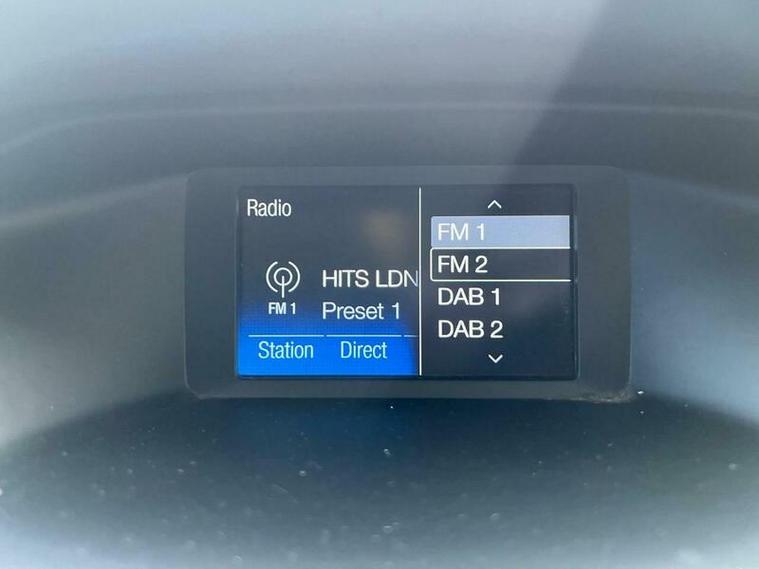 Radio
HITS LDN
FM 1
Preset 1
Station Direct
FM 1
FM 2
DAB 1
DAB 2